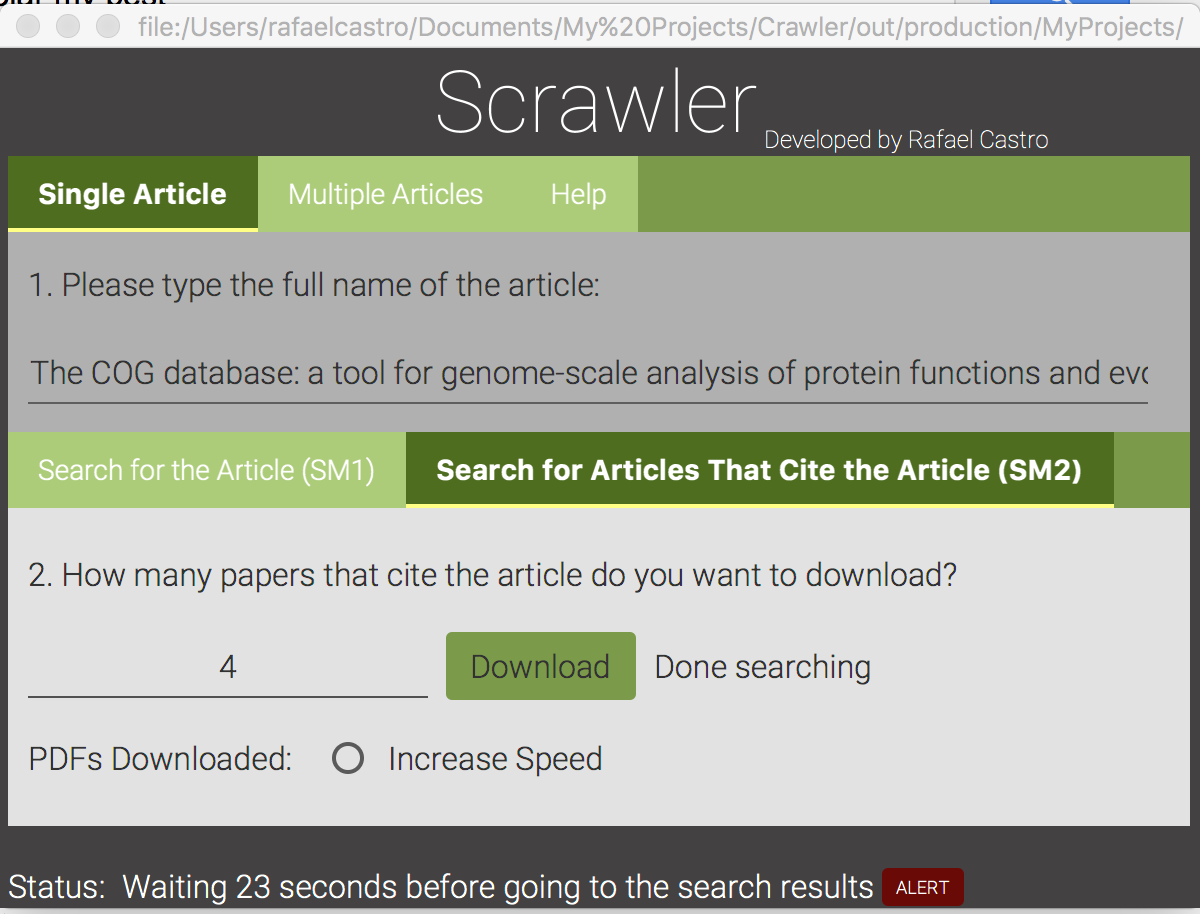 file:/Users/rafaelcastro/Documents/My%20Projects/Crawler/out/production/MyProjects/
Scrawler
Developed by Rafael Castro
Single Article Multiple Articles Help
1. Please type the full name of the article:
The COG database: a tool for genome-scale analysis of protein functions and evo
Search for the Article (SM1) Search for Articles That Cite the Article (SM2)
2. How many papers that cite the article do you want to download?
4 Download Done searching
PDFs Downloaded: Increase Speed
Status: Waiting 23 seconds before going to the search results ALERT